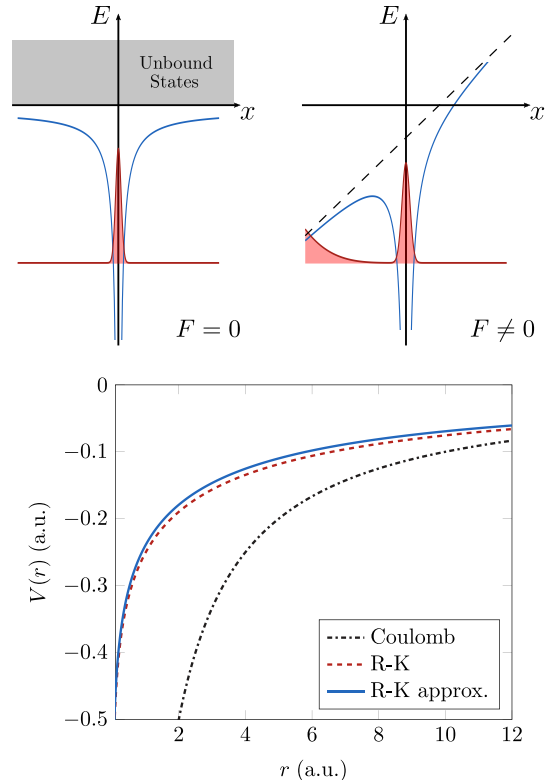 E
E
Unbound
States
x
x
F = 0
F ≠ 0
0
−0.1
−0.2
−0.3
−0.4
−0.5
V(r) (a.u.)
Coulomb
R-K
R-K approx.
2
4
6
8
10
12
r (a.u.)